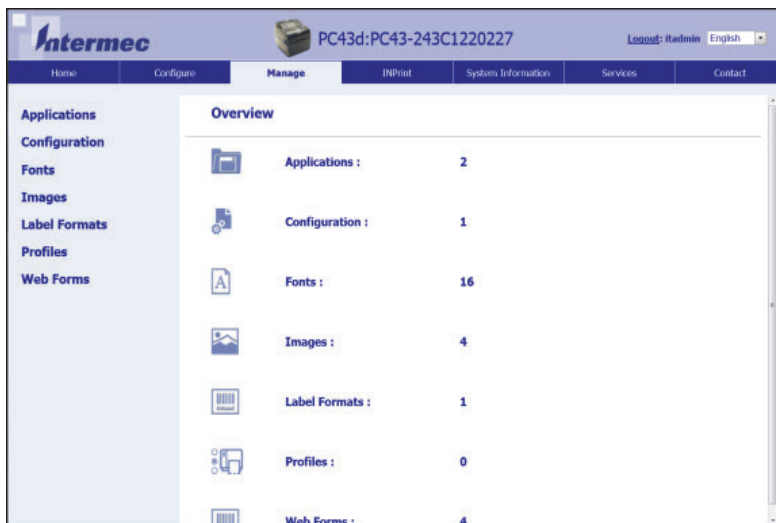 Intermec
PC43d:PC43-243C1220227
Logout: itadmin English
Home Configure Manage INPrint System Information Services Contact
Applications
Configuration
Fonts
Images
Label Formats
Profiles
Web Forms
Overview
Applications : 2
Configuration : 1
A
Fonts : 16
Images : 4
Label Formats : 1
Profiles : 0
Web Forms : 4